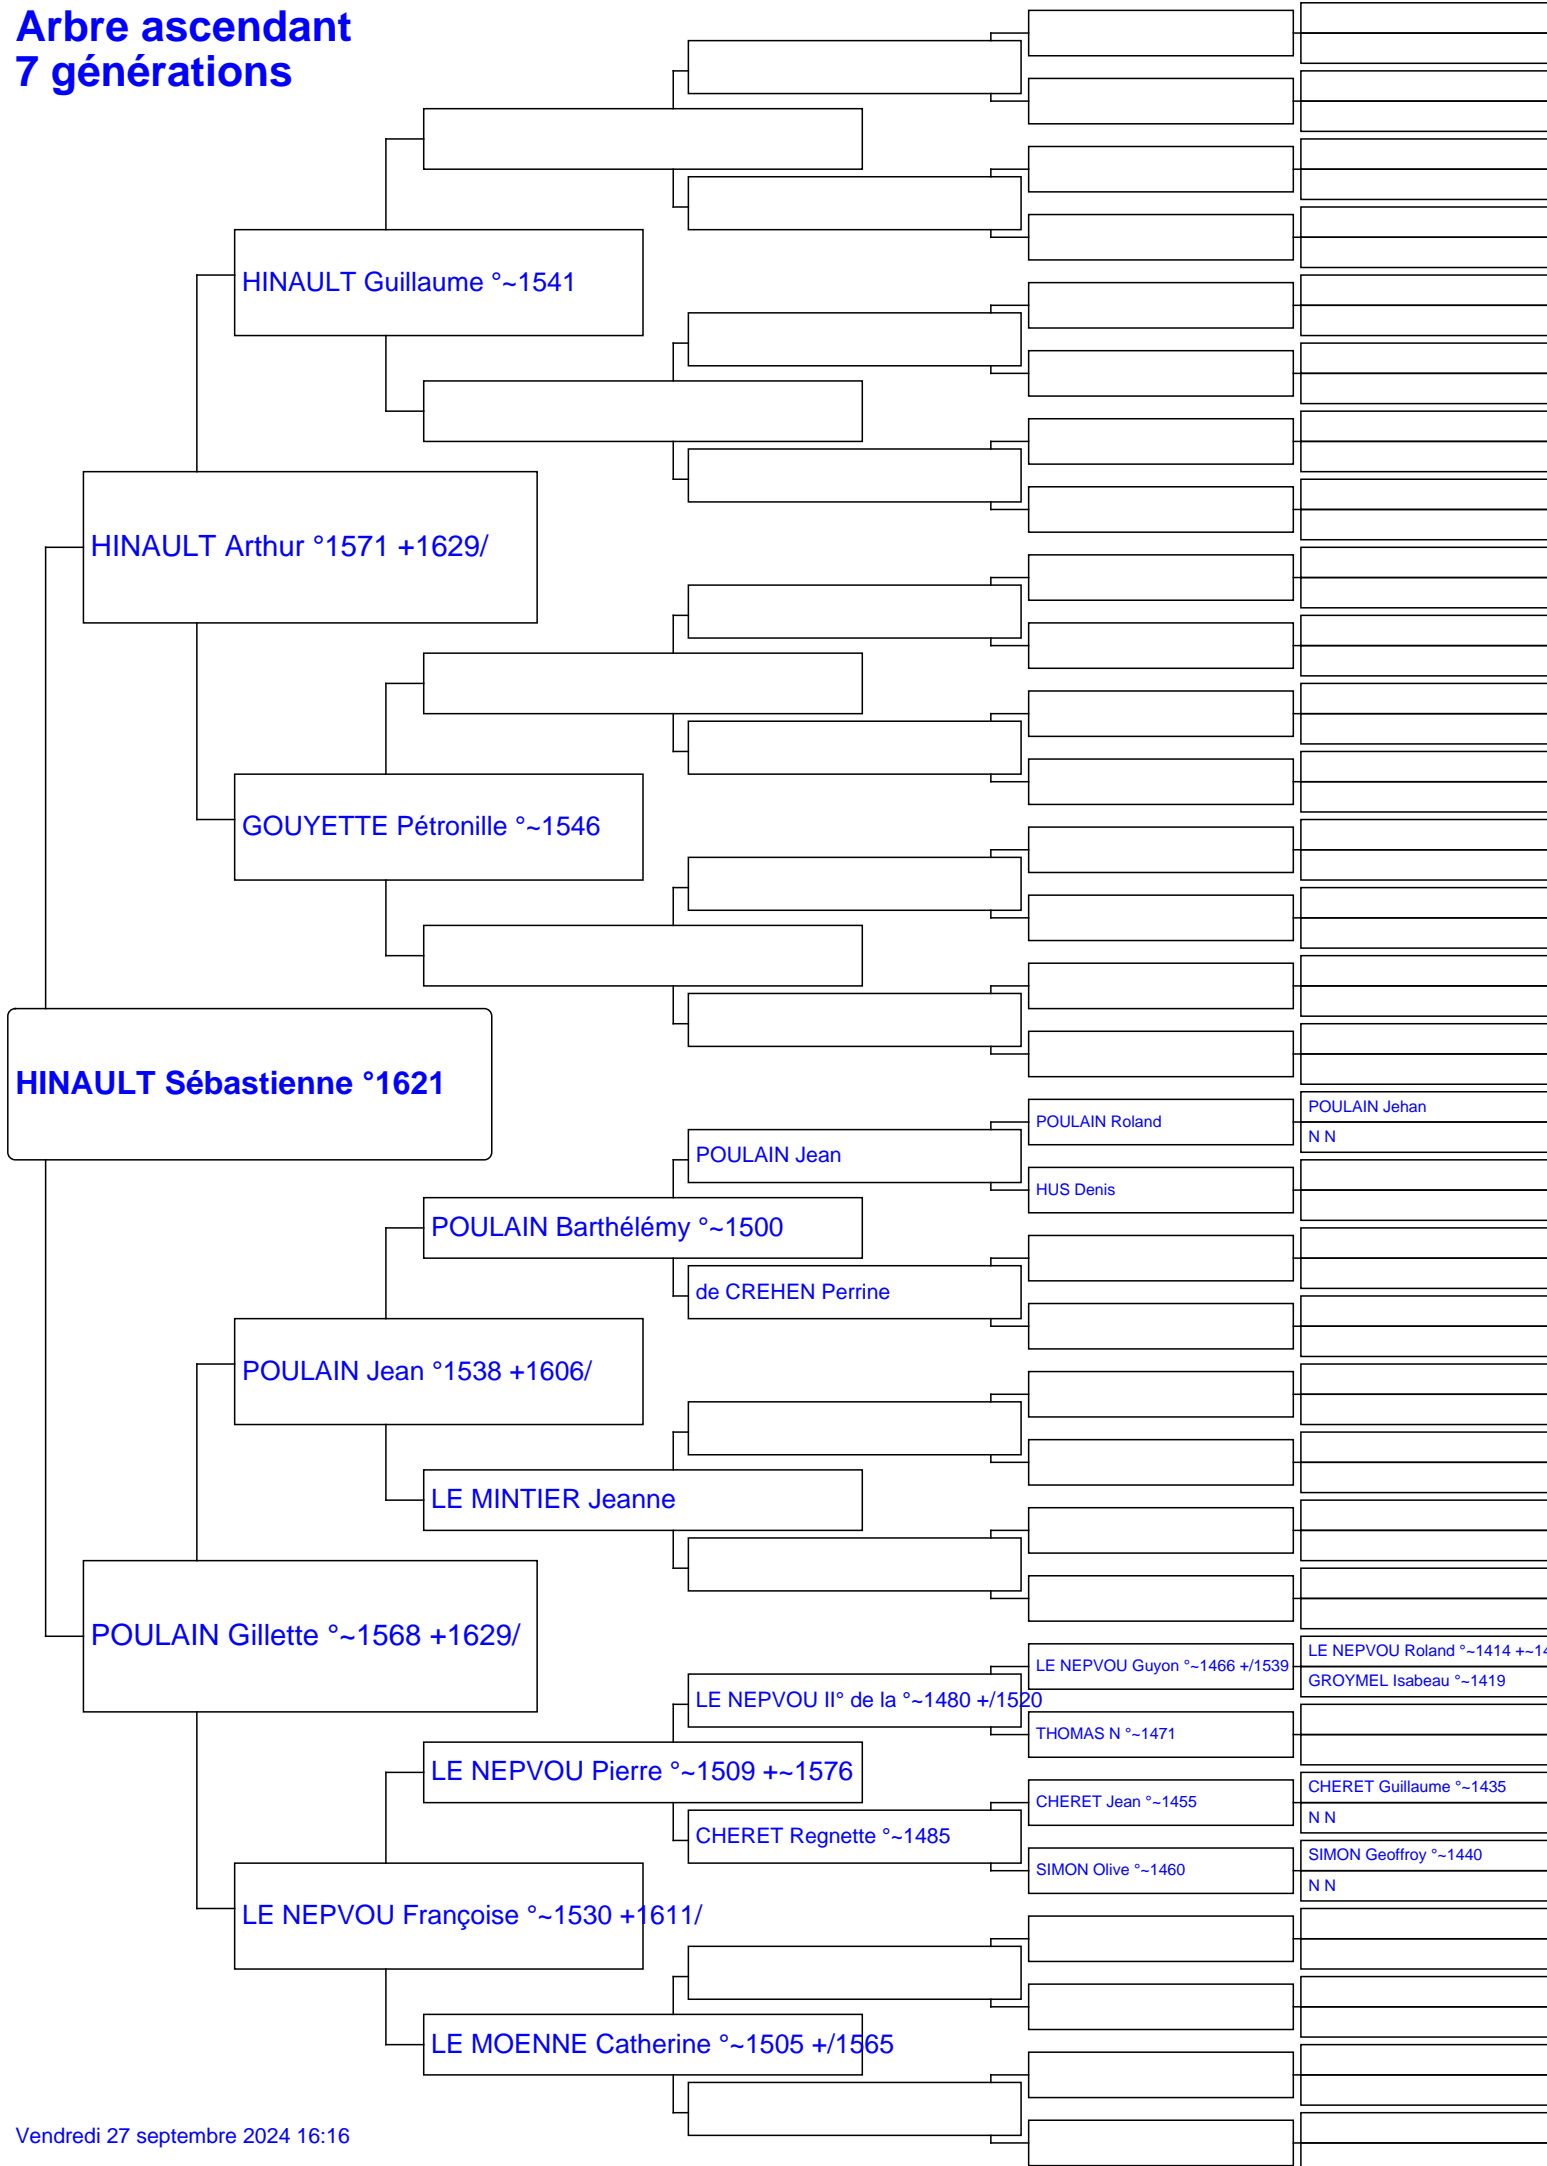 Arbre ascendant
7 générations
HINAULT Guillaume °~1541
HINAULT Arthur °1571 +1629/
GOUYETTE Pétronille °~1546
HINAULT Sébastienne °1621
POULAIN Jehan
POULAIN Roland
N N
POULAIN Jean
HUS Denis
POULAIN Barthélémy °~1500
de CREHEN Perrine
POULAIN Jean °1538 +1606/
LE MINTIER Jeanne
POULAIN Gillette °~1568 +1629/
LE NEPVOU Roland °~1414 +~14
LE NEPVOU Guyon °~1466 +/1539
GROYMEL Isabeau °~1419
LE NEPVOU II° de la °~1480 +/1520
THOMAS N °~1471
LE NEPVOU Pierre °~1509 +~1576
CHERET Guillaume °~1435
CHERET Jean °~1455
N N
CHERET Regnette °~1485
SIMON Geoffroy °~1440
SIMON Olive °~1460
N N
LE NEPVOU Françoise °~1530 +1611/
LE MOENNE Catherine °~1505 +/1565
Vendredi 27 septembre 2024 16:16